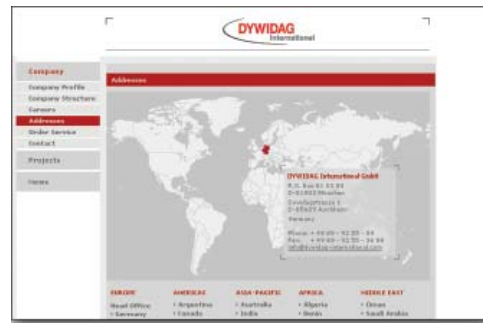 DYWIDAG
International
Company
Company Profile
Company Structure
Careers
Addresses
Order Service
Contact
Projects
Home
Addresses
DYWIDAG International GmbH
Germany
EUROPE
AMERICAS
ASIA-PACIFIC
AFRICA
MIDDLE EAST
Head Office:
› Germany
› Argentina
› Canada
› Australia
› India
› Algeria
› Benin
› Oman
› Saudi Arabia